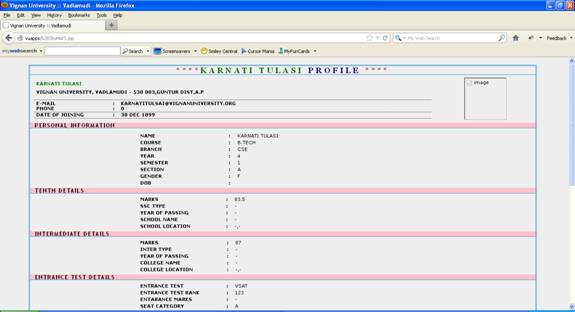 Vignan University :: Vadlamudi - Mozilla Firefox
File Edit View History Bookmarks Tools Help
Vignan University :: Vadlamudi
My Web Search
Feedback
mywebsearch Search Screensavers Smiley Central Cursor Mania MyFunCards
****KARNATI TULASI PROFILE ****
KARNATI TULASI
VIGNAN UNIVERSITY, VADLAMUDI - 530 003,GUNTUR DIST,A.P
image
E-MAIL : KARNATITULSAI@VIGNANUNIVERSITY.ORG
PHONE : 0
DATE OF JOINING : 30 DEC 1899
PERSONAL INFORMATION
NAME : KARNATI TULASI
COURSE : B.TECH
BRANCH : CSE
YEAR : 4
SEMESTER : 1
SECTION : A
GENDER : F
DOB :
TENTH DETAILS
MARKS : 83.5
SSC TYPE : -
YEAR OF PASSING : -
SCHOOL NAME : -
SCHOOL LOCATION : -,-
INTERMEDIATE DETAILS
MARKS : 87
INTER TYPE : -
YEAR OF PASSING : -
COLLEGE NAME : -
COLLEGE LOCATION : -,-
ENTRANCE TEST DETAILS
ENTRANCE TEST : VSAT
ENTRANCE TEST RANK : 123
ENTARANCE MARKS : -
SEAT CATEGORY : A